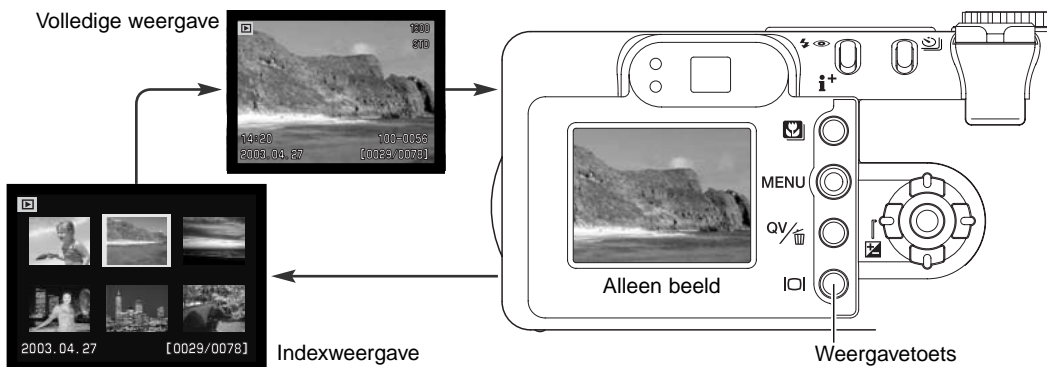 Volledige weergave
1600
STD
14:20
100-0056
2003.04.27
[0029/0078]
i+
MENU
QV/
Alleen beeld
2003.04.27
[0029/0078]
Indexweergave
Weergavetoets